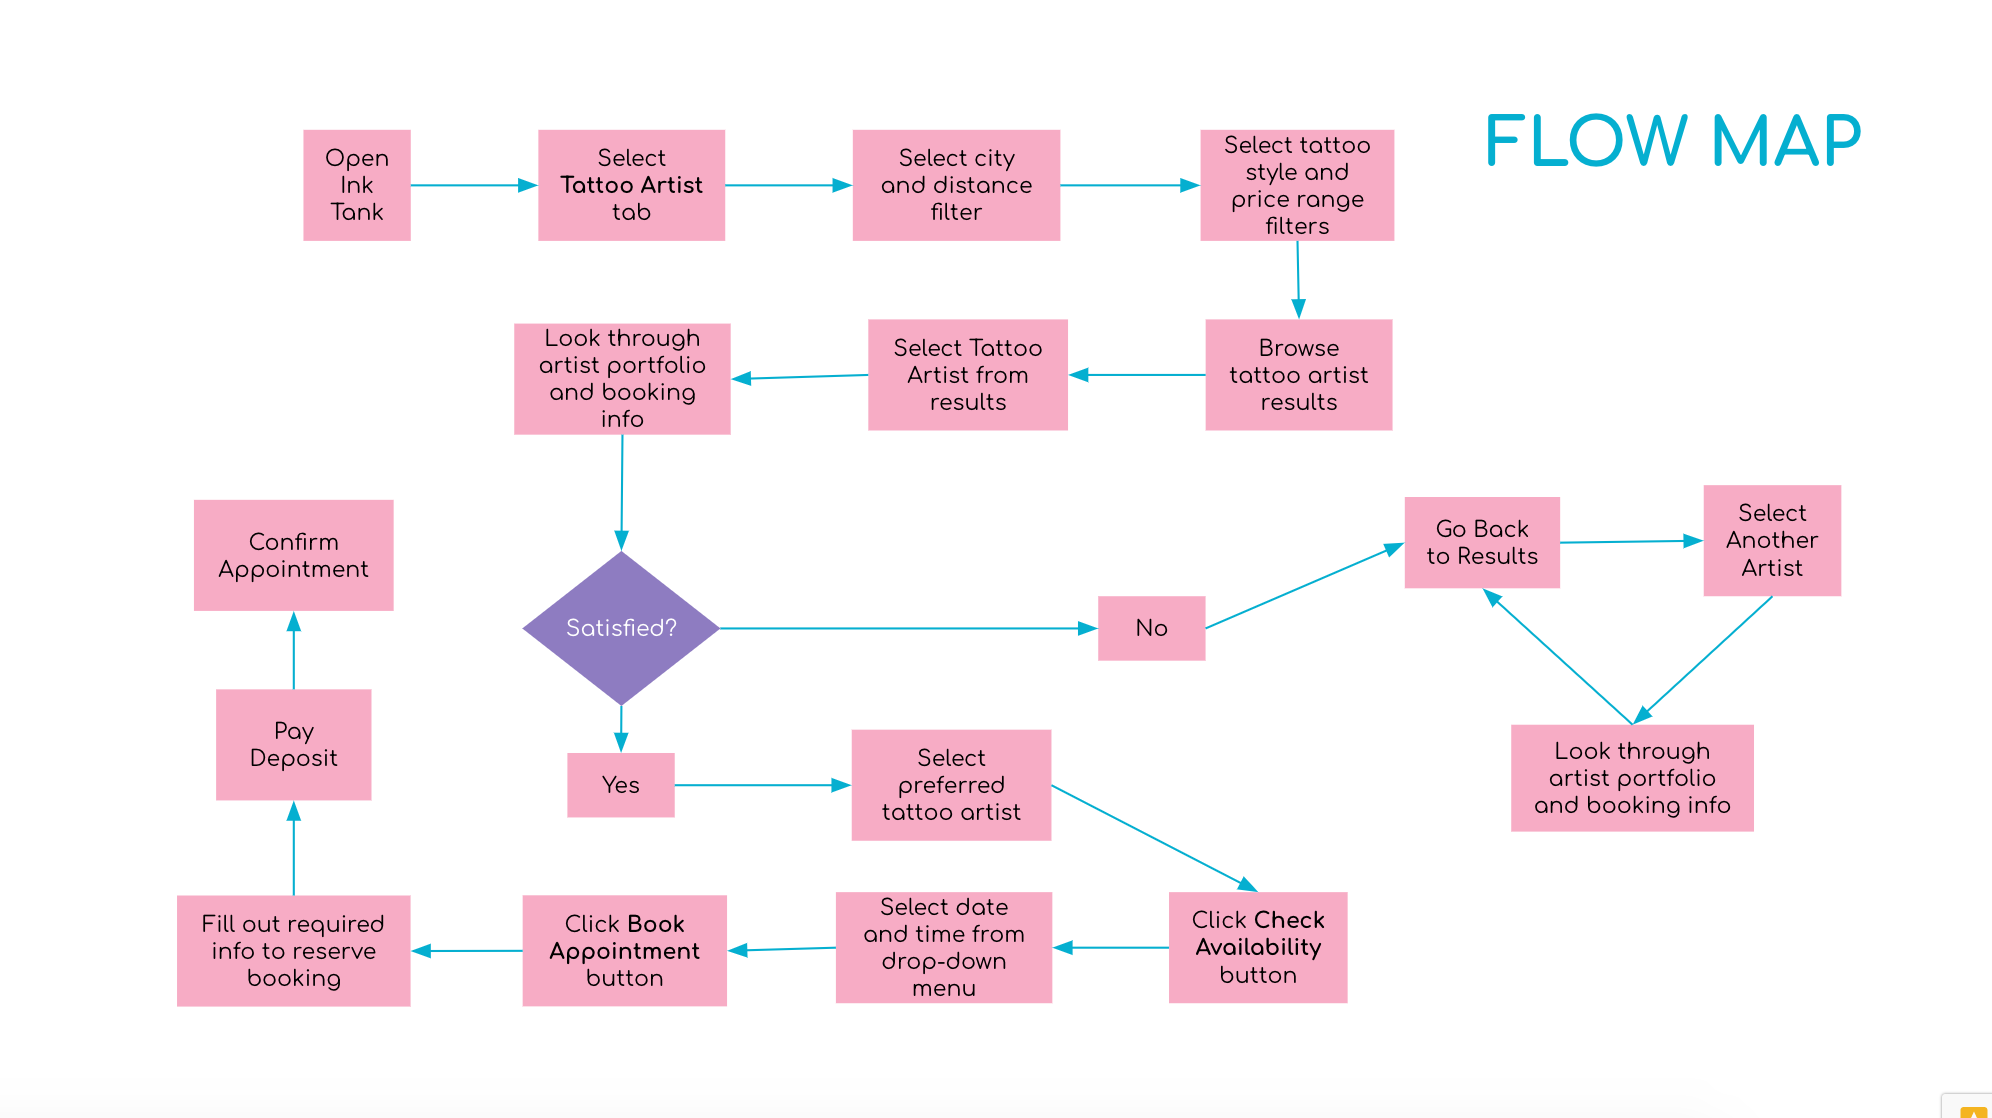 FLOW MAP
Open
Ink
Tank
Select
Tattoo Artist
tab
Select city
and distance
filter
Select tattoo
style and
price range
filters
Look through
artist portfolio
and booking
info
Select Tattoo
Artist from
results
Browse
tattoo artist
results
Confirm
Appointment
Satisfied?
No
Go Back
to Results
Select
Another
Artist
Pay
Deposit
Yes
Select
preferred
tattoo artist
Look through
artist portfolio
and booking info
Fill out required
info to reserve
booking
Click Book
Appointment
button
Select date
and time from
drop-down
menu
Click Check
Availability
button